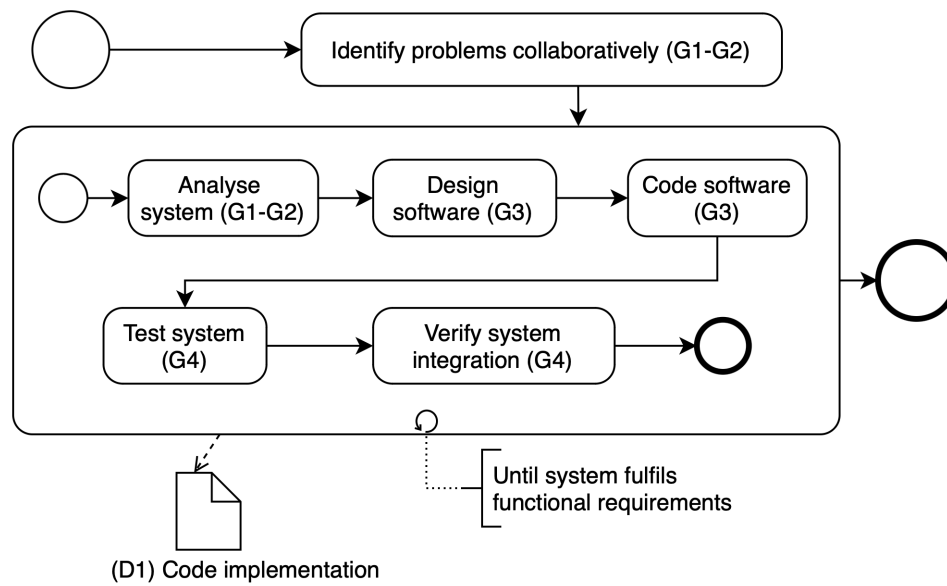 Identify problems collaboratively (G1-G2)
Analyse
system (G1-G2)
Design
software (G3)
Code software
(G3)
Test system
(G4)
Verify system
integration (G4)
Until system fulfils
functional requirements
(D1) Code implementation